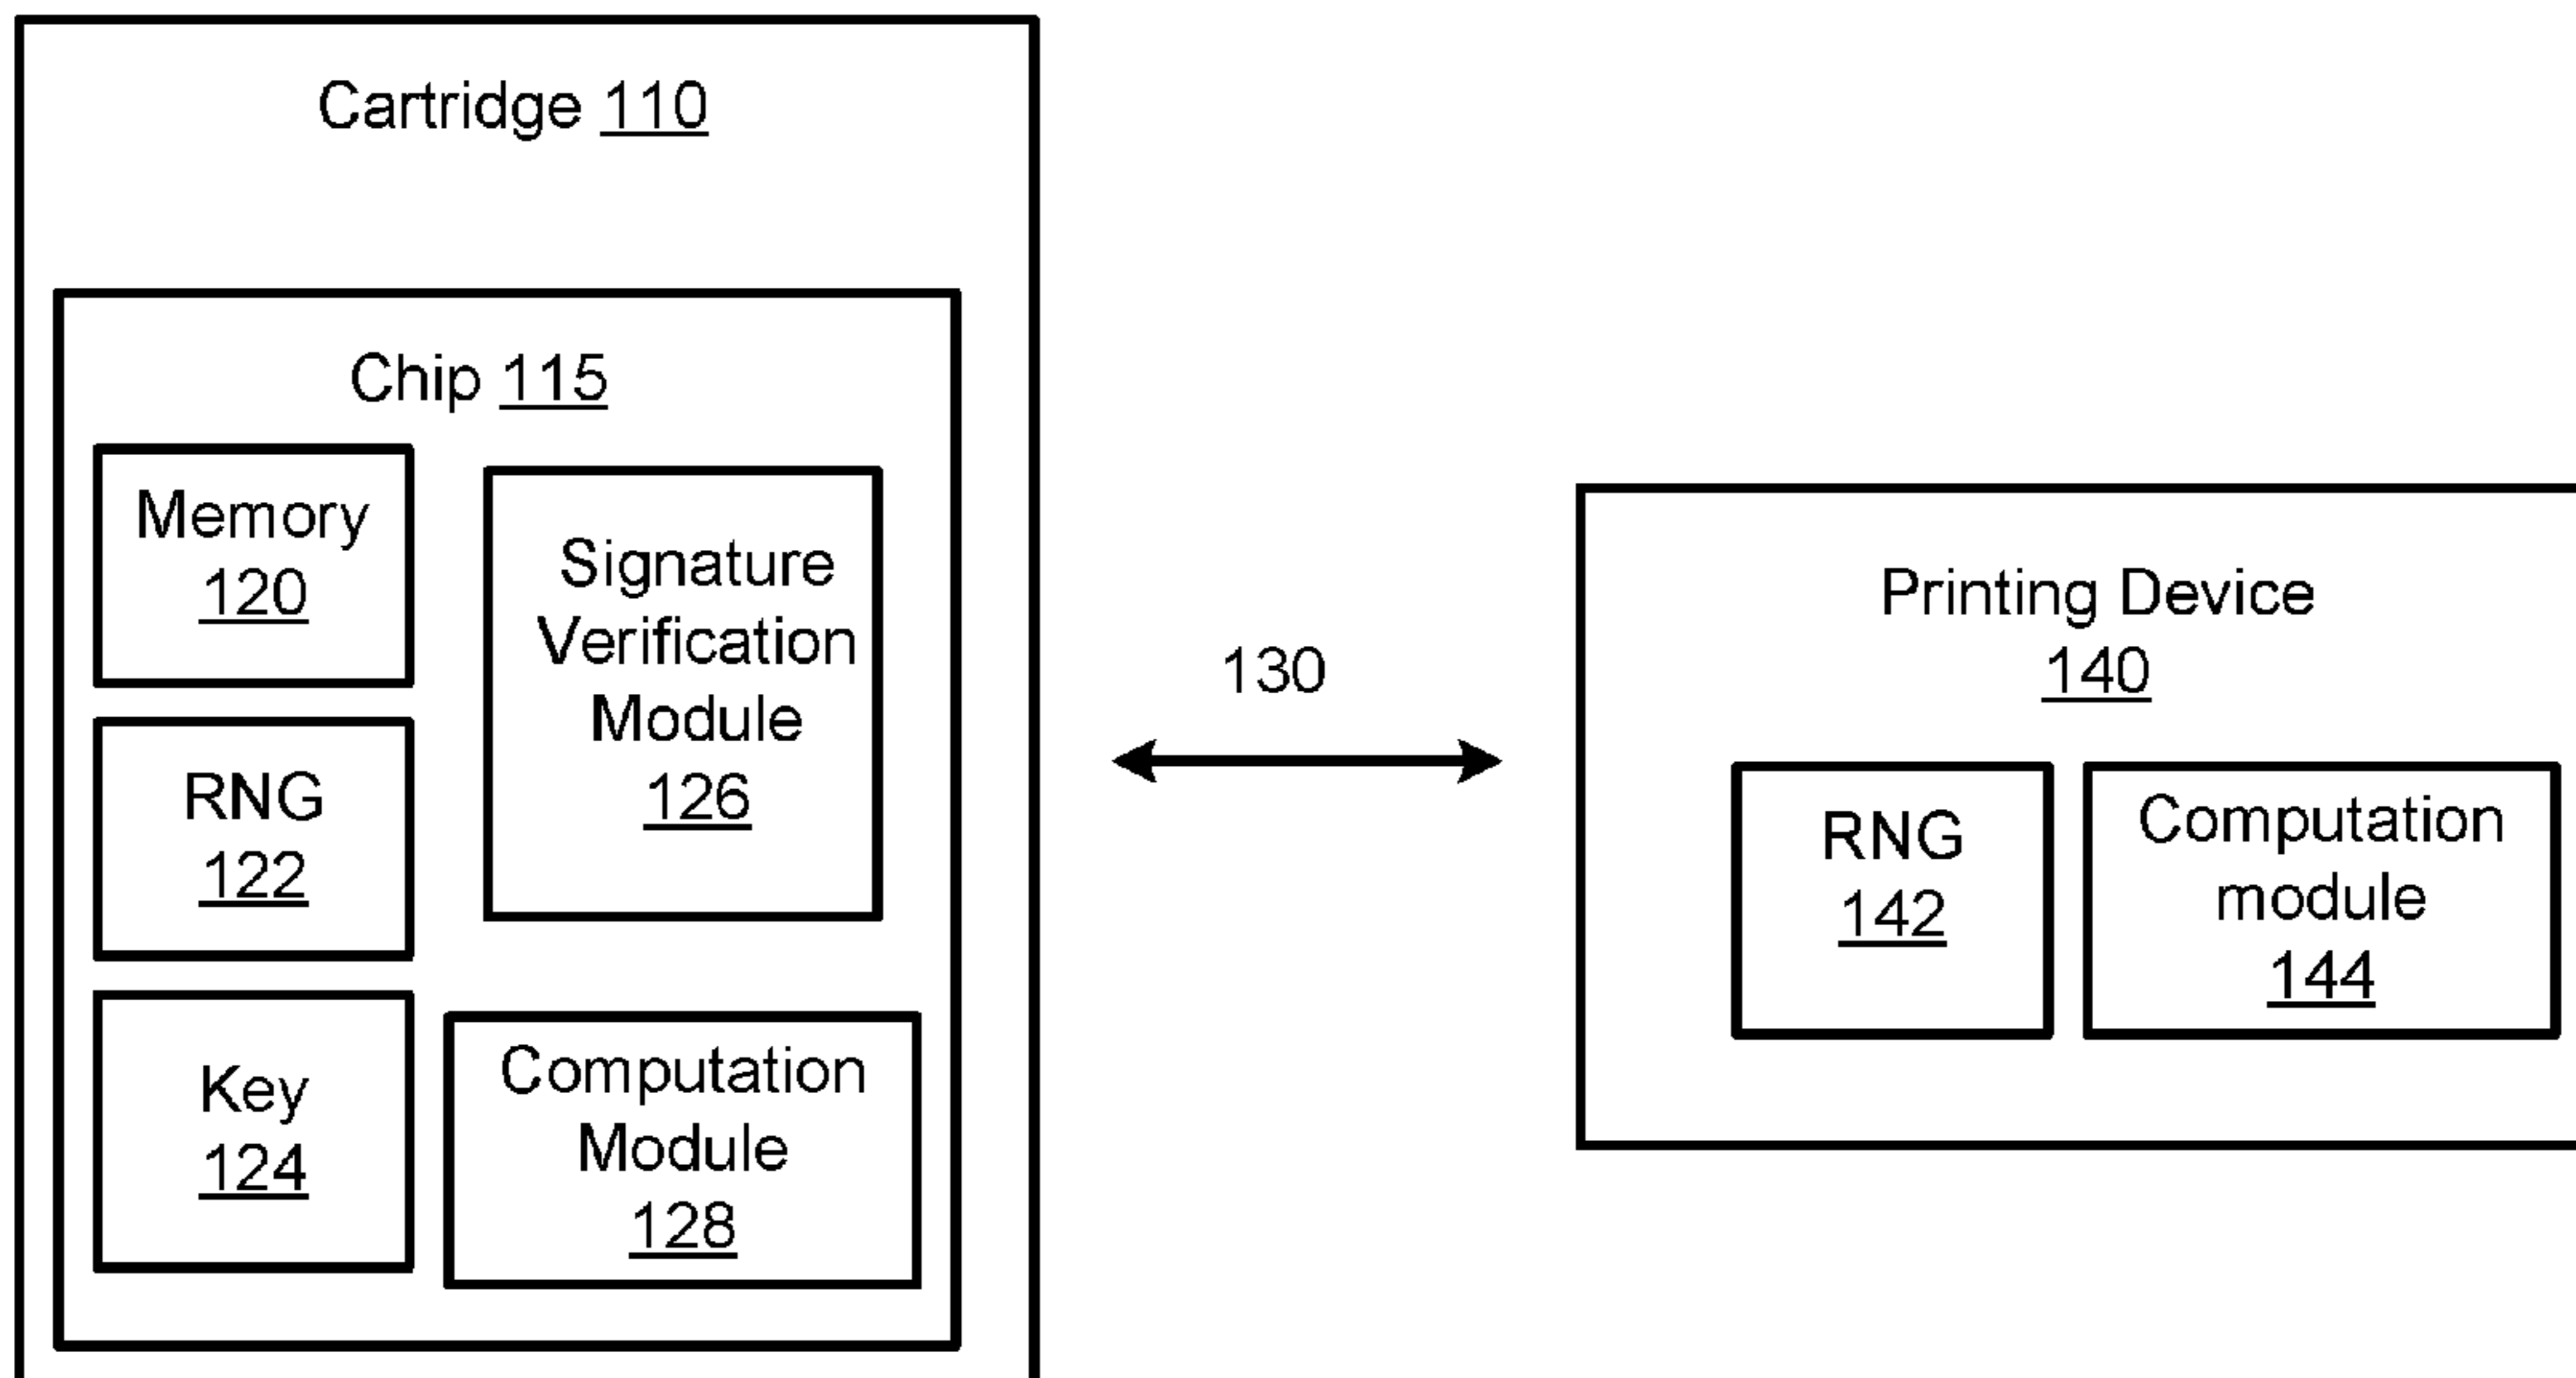 Cartridge 110
Chip 115
Memory
120
RNG
122
Key
124
Signature
Verification
Module
126
Computation
Module
128
130
Printing Device
140
RNG
142
Computation
module
144